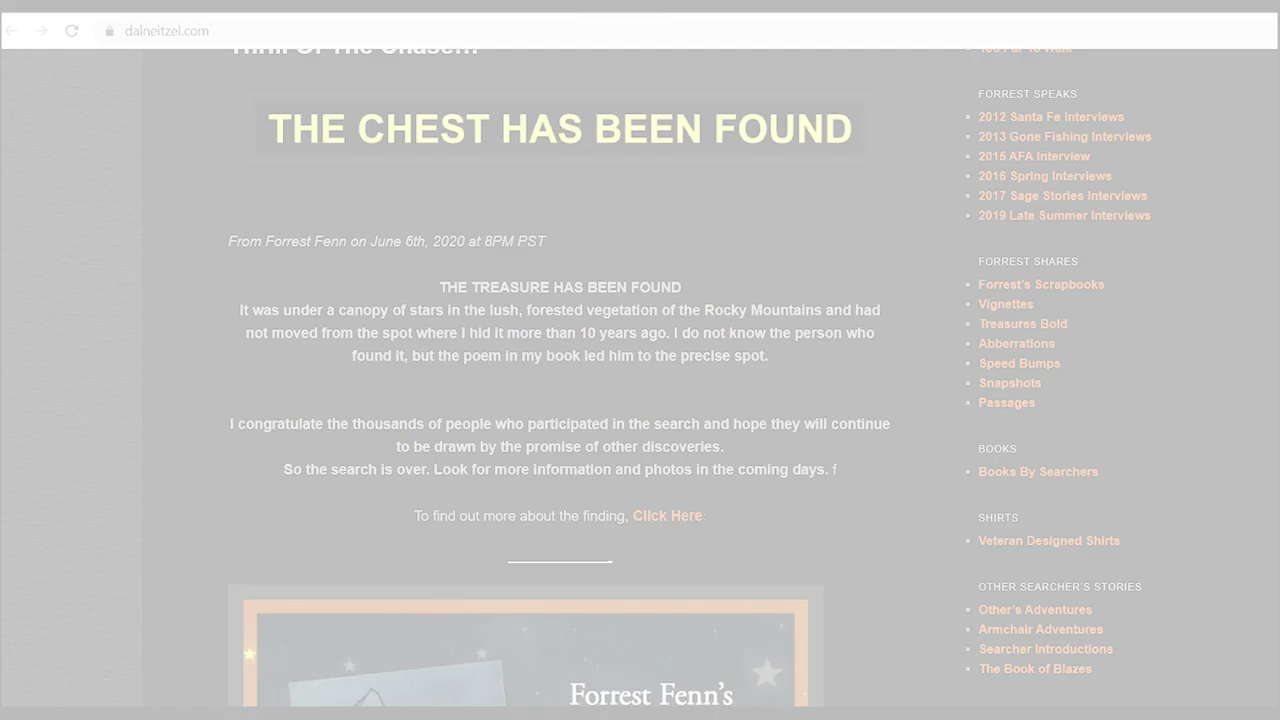 dalneitzel.com
Thrill Of The Chase...
THE CHEST HAS BEEN FOUND
From Forrest Fenn on June 6th, 2020 at 8PM PST
THE TREASURE HAS BEEN FOUND
It was under a canopy of stars in the lush, forested vegetation of the Rocky Mountains and had
not moved from the spot where I hid it more than 10 years ago. I do not know the person who
found it, but the poem in my book led him to the precise spot.
I congratulate the thousands of people who participated in the search and hope they will continue
to be drawn by the promise of other discoveries.
So the search is over. Look for more information and photos in the coming days. f
To find out more about the finding, Click Here:
Forrest Fenn's
Too Far To Walk
FORREST SPEAKS
2012 Santa Fe Interviews
2013 Gone Fishing Interviews
2015 AFA Interview
2016 Spring Interviews
2017 Sage Stories Interviews
2019 Late Summer Interviews
FORREST SHARES
Forrest's Scrapbooks
Vignettes
Treasures Bold
Abberrations
Speed Bumps
Snapshots
Passages
BOOKS
Books By Searchers
SHIRTS
Veteran Designed Shirts
OTHER SEARCHER'S STORIES
Other's Adventures
Armchair Adventures
Searcher Introductions
The Book of Blazes